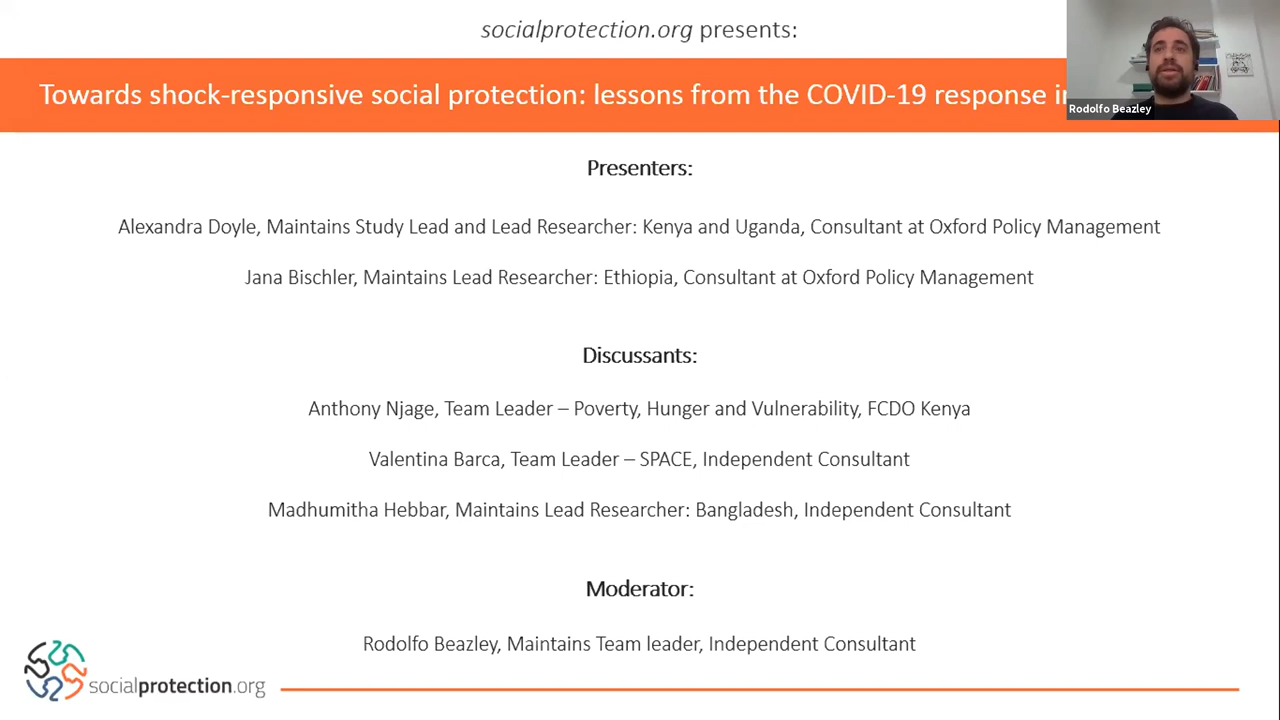 socialprotection.org presents:
Towards shock-responsive social protection: lessons from the COVID-19 response
Rodolfo Beazley
Presenters:
Alexandra Doyle, Maintains Study Lead and Lead Researcher: Kenya and Uganda, Consultant at Oxford Policy Management
Jana Bischler, Maintains Lead Researcher: Ethiopia, Consultant at Oxford Policy Management
Discussants:
Anthony Njage, Team Leader – Poverty, Hunger and Vulnerability, FCDO Kenya
Valentina Barca, Team Leader – SPACE, Independent Consultant
Madhumitha Hebbar, Maintains Lead Researcher: Bangladesh, Independent Consultant
Moderator:
Rodolfo Beazley, Maintains Team leader, Independent Consultant
socialprotection.org